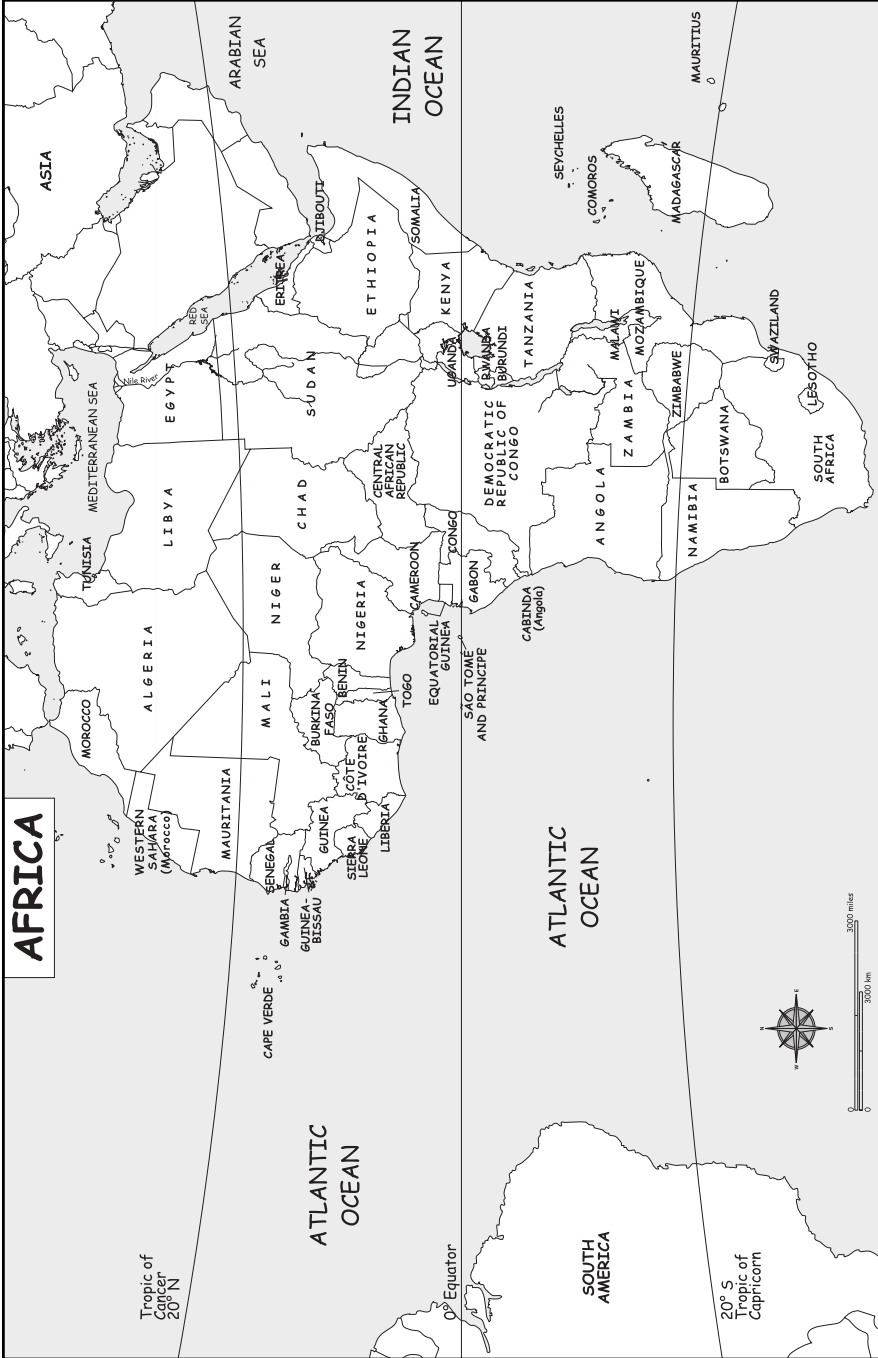 AFRICA
ASIA
ARABIAN
SEA
INDIAN
OCEAN
MEDITERRANEAN SEA
RED
SEA
Nile River
TUNISIA
MOROCCO
ALGERIA
LIBYA
EGYPT
WESTERN
SAHARA
(Morocco)
MAURITANIA
MALI
NIGER
CHAD
SUDAN
ERITREA
DJIBOUTI
ETHIOPIA
SOMALIA
CAPE VERDE
SENEGAL
GAMBIA
GUINEA-
BISSAU
GUINEA
SIERRA
LEONE
LIBERIA
CÔTE
D'IVOIRE
BURKINA
FASO
GHANA
TOGO
BENIN
NIGERIA
CAMEROON
CENTRAL
AFRICAN
REPUBLIC
EQUATORIAL
GUINEA
SÃO TOMÉ
AND PRINCIPE
GABON
CONGO
DEMOCRATIC
REPUBLIC OF
CONGO
UGANDA
KENYA
RWANDA
BURUNDI
TANZANIA
CABINDA
(Angola)
ANGOLA
ZAMBIA
MALAWI
MOZAMBIQUE
ZIMBABWE
NAMIBIA
BOTSWANA
SWAZILAND
LESOTHO
SOUTH
AFRICA
SEYCHELLES
COMOROS
MADAGASCAR
MAURITIUS
ATLANTIC
OCEAN
ATLANTIC
OCEAN
SOUTH
AMERICA
Tropic of
Cancer
20° N
0° Equator
20° S
Tropic of
Capricorn
N
E
S
W
0
3000 miles
0
3000 km